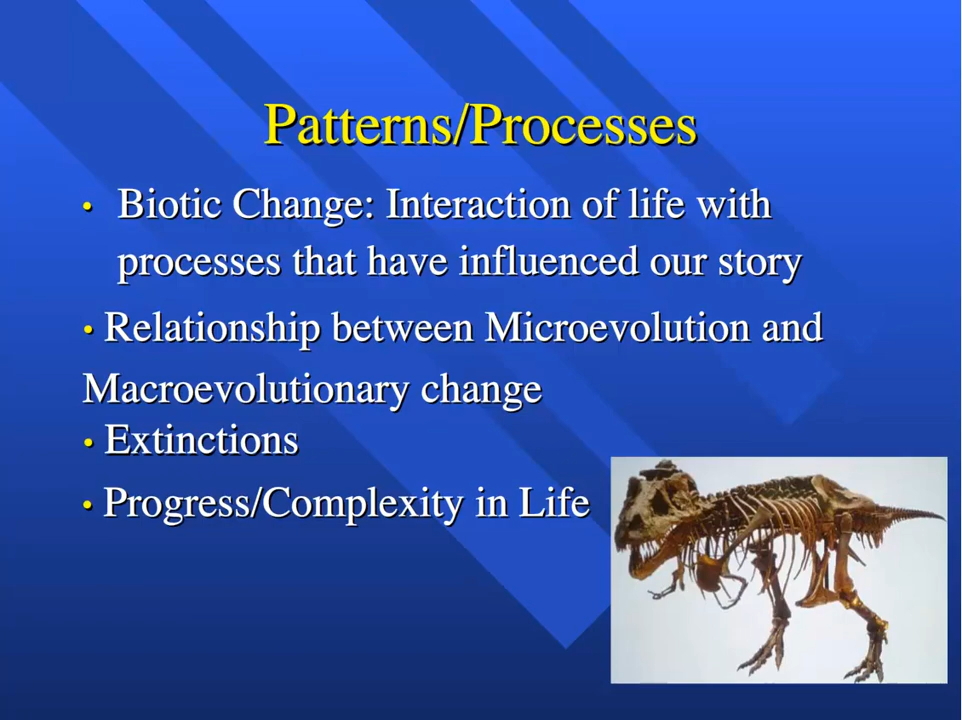 Patterns/Processes
• Biotic Change: Interaction of life with
processes that have influenced our story
• Relationship between Microevolution and
Macroevolutionary change
• Extinctions
• Progress/Complexity in Life